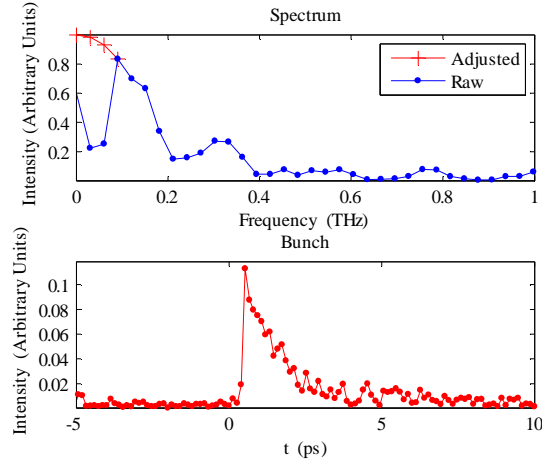 Spectrum
Intensity (Arbitrary Units)
0.8
0.6
0.4
0.2
0
0.2
0.4
0.6
0.8
1
Adjusted
Raw
Frequency (THz)
Bunch
Intensity (Arbitrary Units)
0.1
0.08
0.06
0.04
0.02
-5
0
5
10
t (ps)